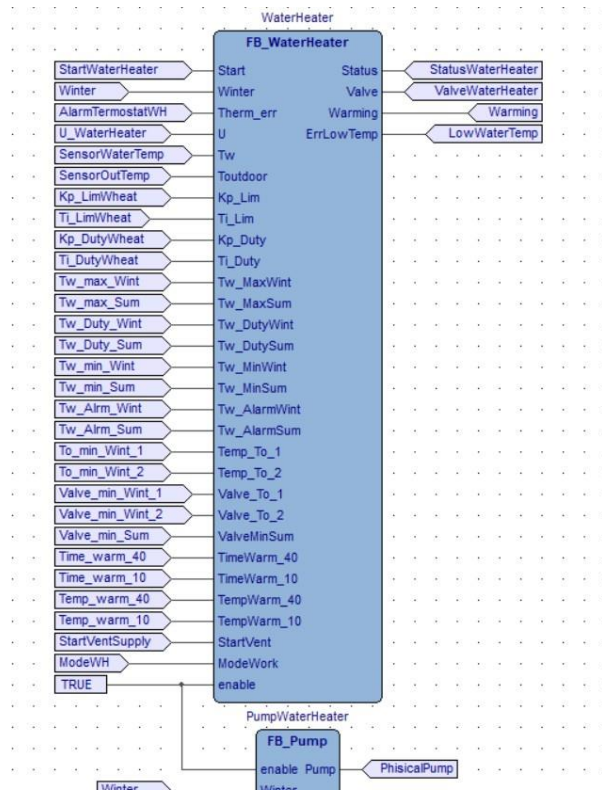 WaterHeater
FB_WaterHeater
StartWaterHeater Start Status StatusWaterHeater
Winter Winter Valve ValveWaterHeater
AlarmTermostatWH Therm_err Warming Warming
U_WaterHeater U ErrLowTemp LowWaterTemp
SensorWaterTemp Tw
SensorOutTemp Toutdoor
Kp_LimWheat Kp_Lim
Ti_LimWheat Ti_Lim
Kp_DutyWheat Kp_Duty
Ti_DutyWheat Ti_Duty
Tw_max_Wint Tw_MaxWint
Tw_max_Sum Tw_MaxSum
Tw_Duty_Wint Tw_DutyWint
Tw_Duty_Sum Tw_DutySum
Tw_min_Wint Tw_MinWint
Tw_min_Sum Tw_MinSum
Tw_Alrm_Wint Tw_AlarmWint
Tw_Alrm_Sum Tw_AlarmSum
To_min_Wint_1 Temp_To_1
To_min_Wint_2 Temp_To_2
Valve_min_Wint_1 Valve_To_1
Valve_min_Wint_2 Valve_To_2
Valve_min_Sum ValveMinSum
Time_warm_40 TimeWarm_40
Time_warm_10 TimeWarm_10
Temp_warm_40 TempWarm_40
Temp_warm_10 TempWarm_10
StartVentSupply StartVent
ModeWH ModeWork
TRUE enable
PumpWaterHeater
FB_Pump
enable Pump PhisicalPump
Winter Winter